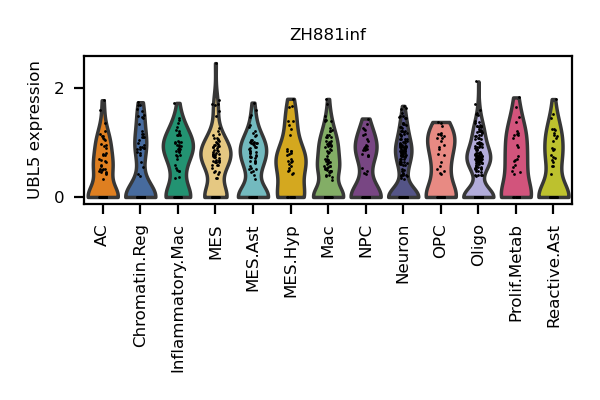 ZH881inf
UBL5 expression
2
0
AC
Chromatin.Reg
Inflammatory.Mac
MES
MES.Ast
MES.Hyp
Mac
NPC
Neuron
OPC
Oligo
Prolif.Metab
Reactive.Ast